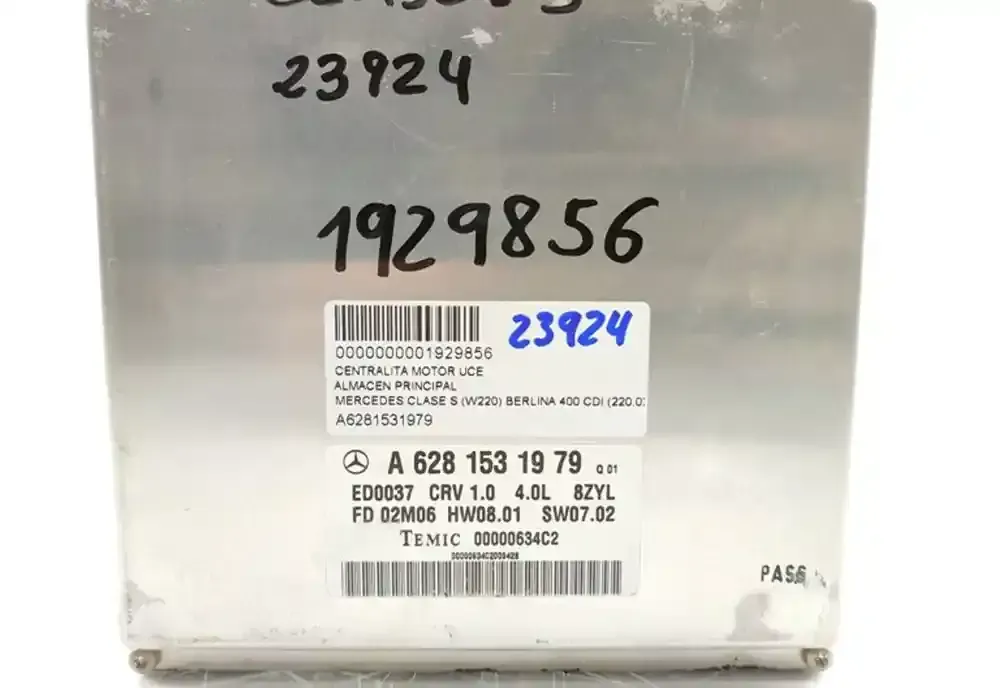 23924
1929856
23924
0000000001929856
CENTRALITA MOTOR UCE
ALMACEN PRINCIPAL
MERCEDES CLASE S (W220) BERLINA 400 CDI (220.0
A6281531979
A 628 153 19 79 Q 01
ED0037 CRV 1.0 4.0L 8ZYL
FD 02M06 HW08.01 SW07.02
TEMIC 00000634C2
00000634C2000428
PAS6